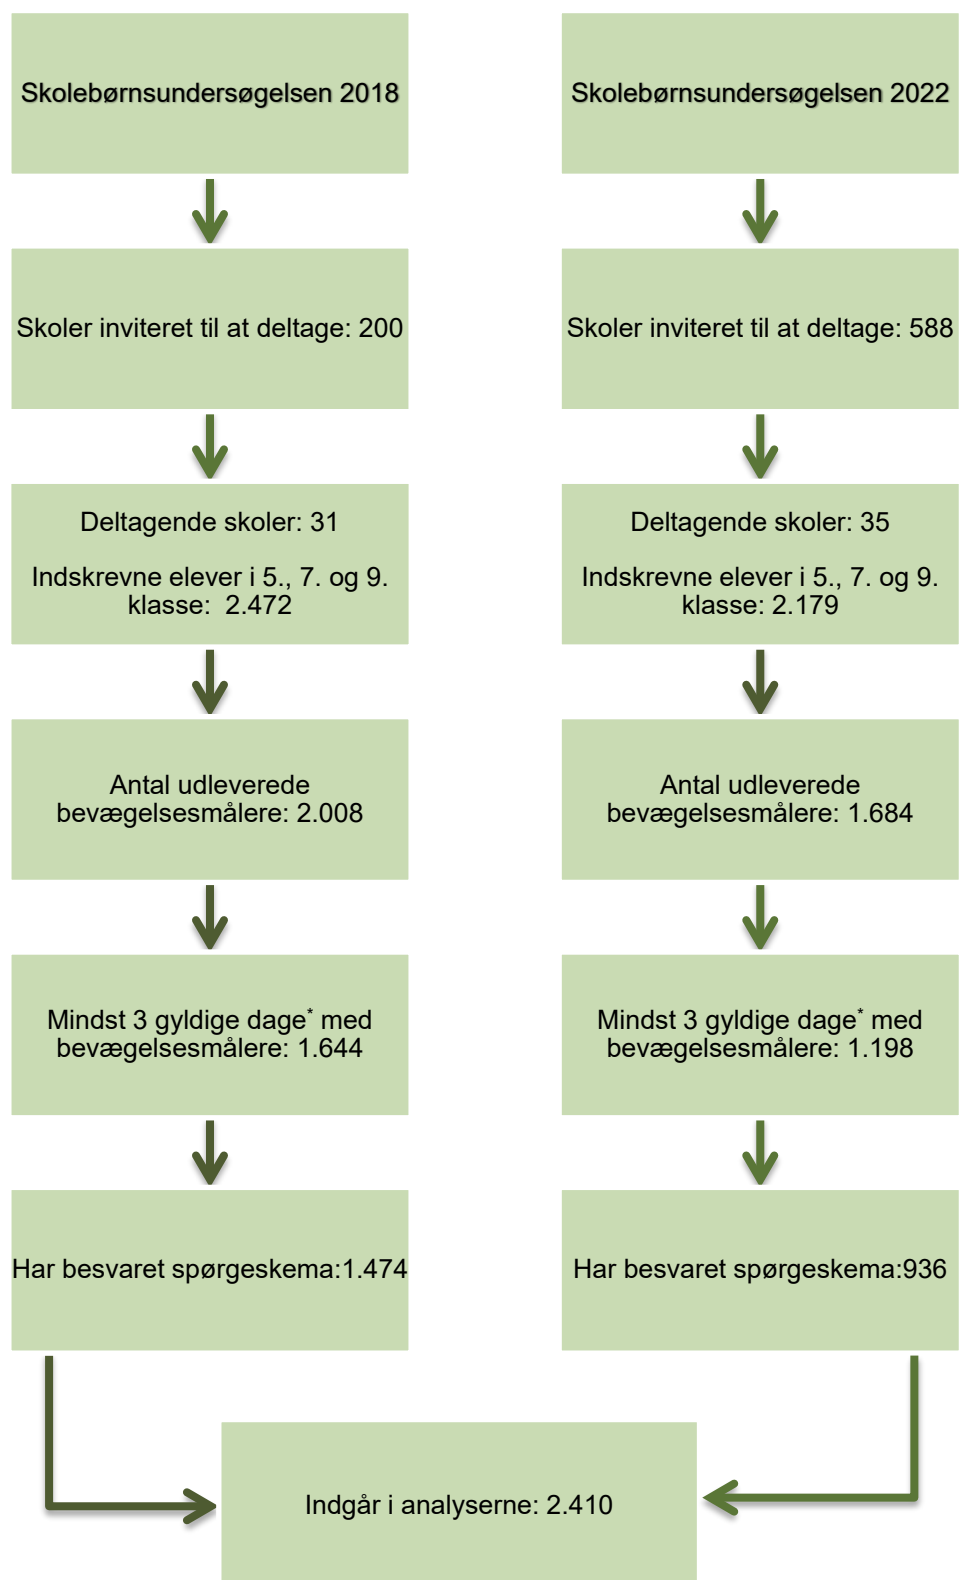 Skolebørnsundersøgelsen 2018
Skoler inviteret til at deltage: 200
Deltagende skoler: 31
Indskrevne elever i 5., 7. og 9.
klasse:  2.472
Antal udleverede
bevægelsesmålere: 2.008
Mindst 3 gyldige dage* med
bevægelsesmålere: 1.644
Har besvaret spørgeskema:1.474
Skolebørnsundersøgelsen 2022
Skoler inviteret til at deltage: 588
Deltagende skoler: 35
Indskrevne elever i 5., 7. og 9.
klasse: 2.179
Antal udleverede
bevægelsesmålere: 1.684
Mindst 3 gyldige dage* med
bevægelsesmålere: 1.198
Har besvaret spørgeskema:936
Indgår i analyserne: 2.410